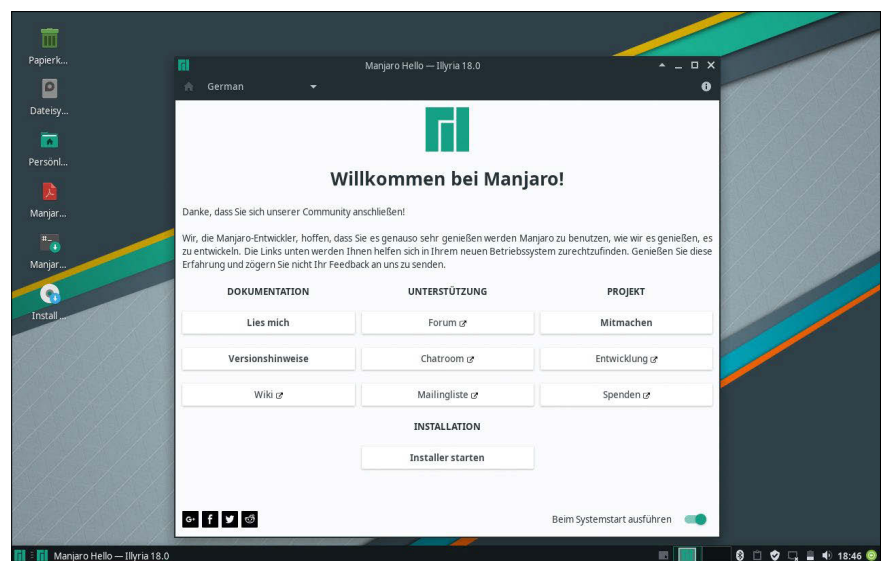 Papierk...
Dateisy...
Persönl...
Manjar...
Manjar...
Install ...
Manjaro Hello — Illyria 18.0
German
Willkommen bei Manjaro!
Danke, dass Sie sich unserer Community anschließen!
Wir, die Manjaro-Entwickler, hoffen, dass Sie es genauso sehr genießen werden Manjaro zu benutzen, wie wir es genießen, es
zu entwickeln. Die Links unten werden Ihnen helfen sich in Ihrem neuen Betriebssystem zurechtzufinden. Genießen Sie diese
Erfahrung und zögern Sie nicht Ihr Feedback an uns zu senden.
DOKUMENTATION UNTERSTÜTZUNG PROJEKT
Lies mich Forum Mitmachen
Versionshinweise Chatroom Entwicklung
Wiki Mailingliste Spenden
INSTALLATION
Installer starten
G+ f Beim Systemstart ausführen
Manjaro Hello — Illyria 18.0 18:46